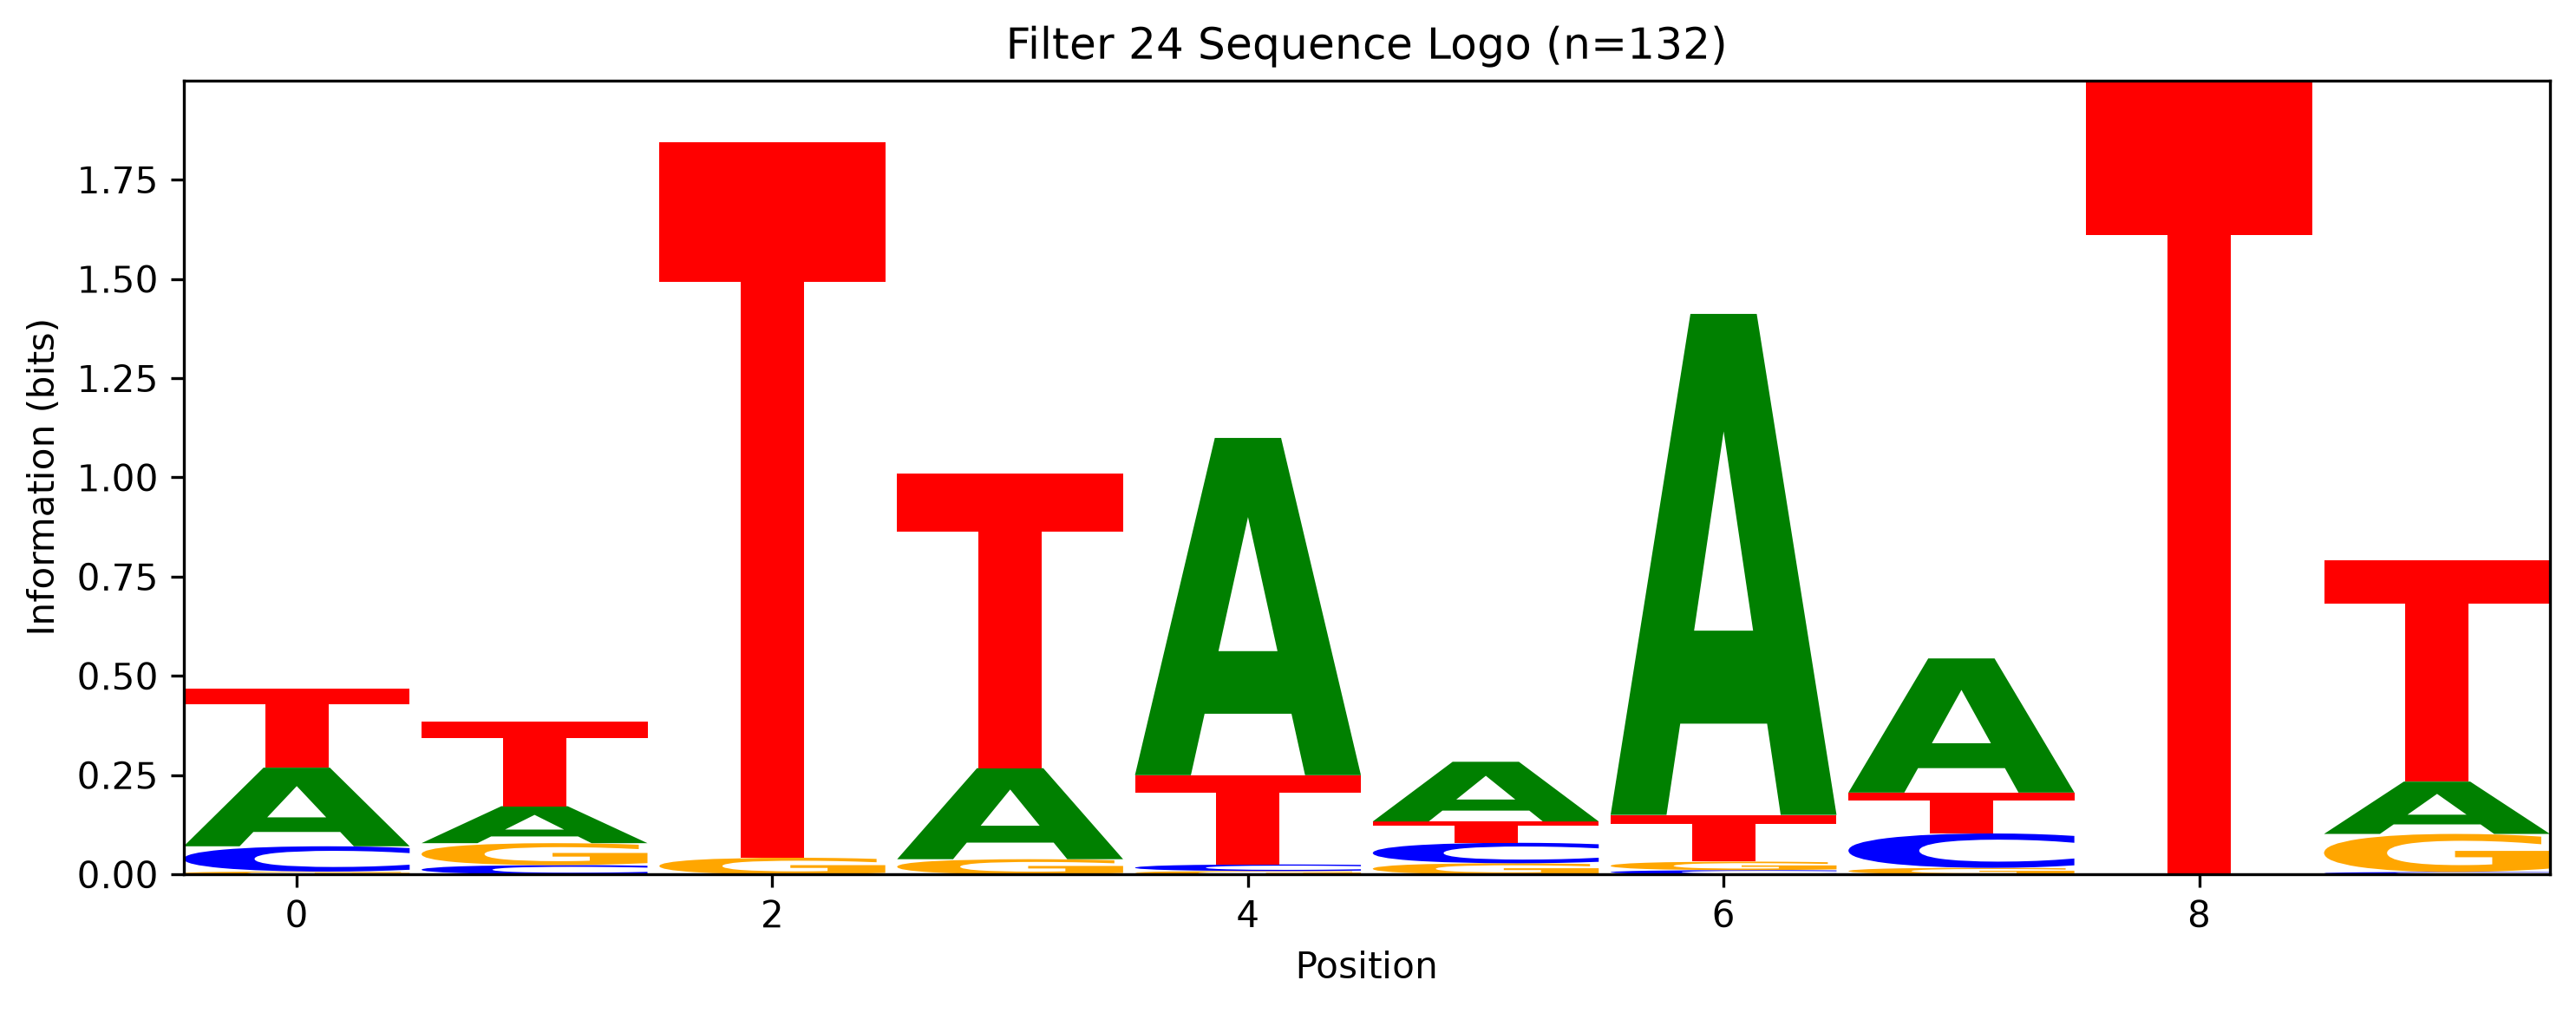 Filter 24 Sequence Logo (n=132)
Information (bits)
1.75
1.50
1.25
1.00
0.75
0.50
0.25
0.00
T T T T A A A A T T
A A G A T T T T A
C G G C C G C G
C G C G
0 2 4 6 8
Position